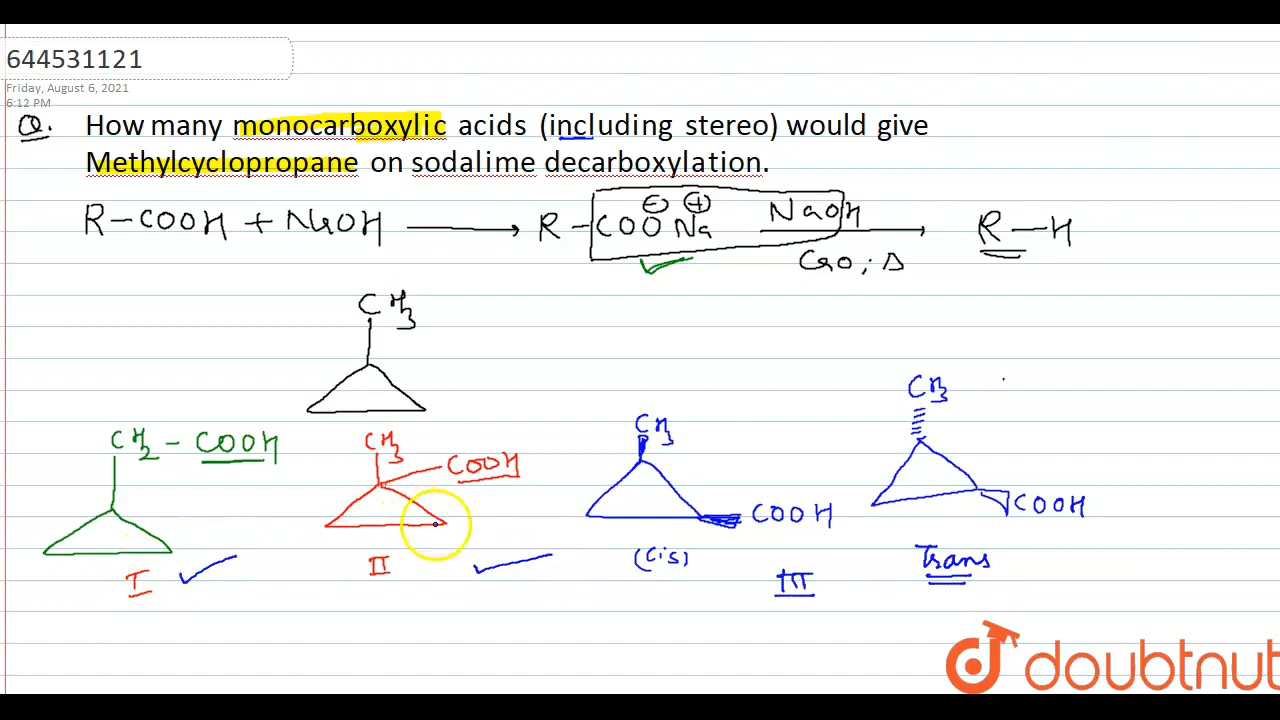 644531121
Friday, August 6, 2021
6:12 PM
Q. How many monocarboxylic acids (including stereo) would give
Methylcyclopropane on sodalime decarboxylation.
R-COOH + NaOH → R-COO⊖ Na⊕ NaOH → R-H
CaO; Δ
CH3
CH2-COOH
CH3
COOH
CH3
COOH
CH3
COOH
I
II
(Cis)
III
Trans
doubtnut